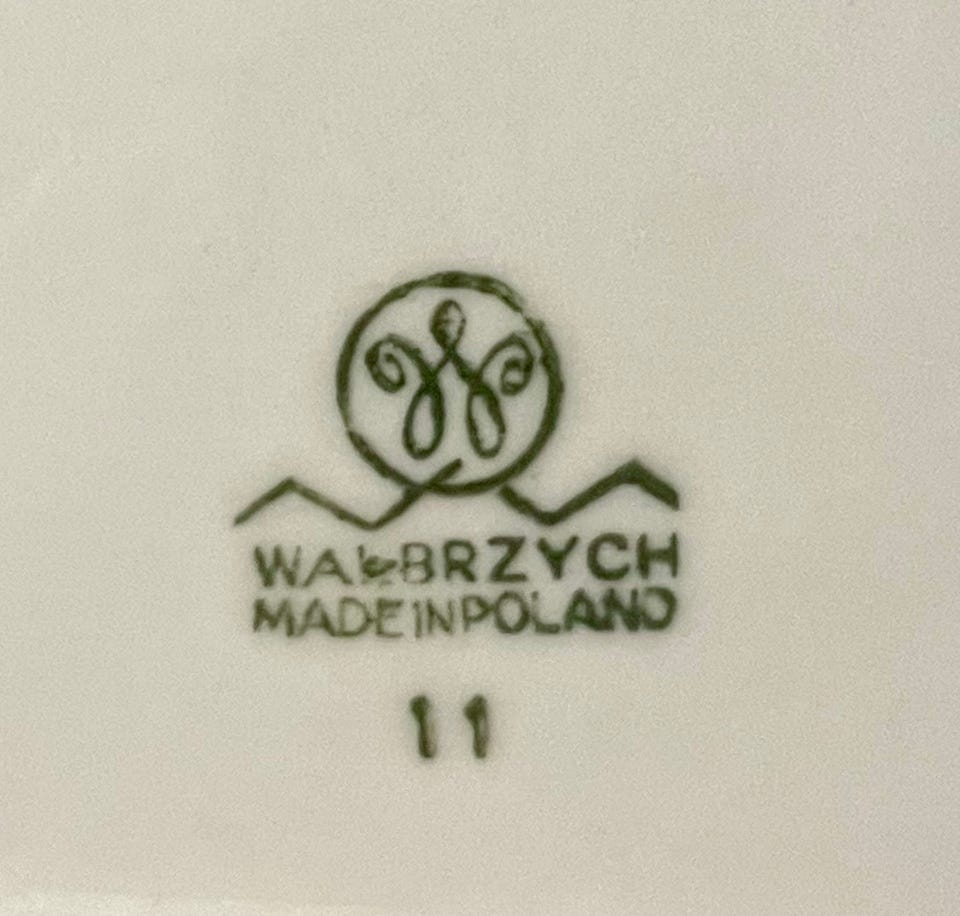 W
WAŁBRZYCH
MADE IN POLAND
11